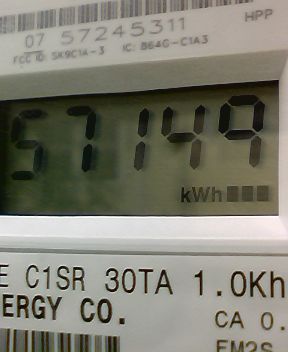 HPP
07 57245311
FCC ID: SK9C1A-3 IC: 864G-C1A3
57149
kWh
E C1SR 30TA 1.0Kh
ERGY CO.
CA 0.
EM2S